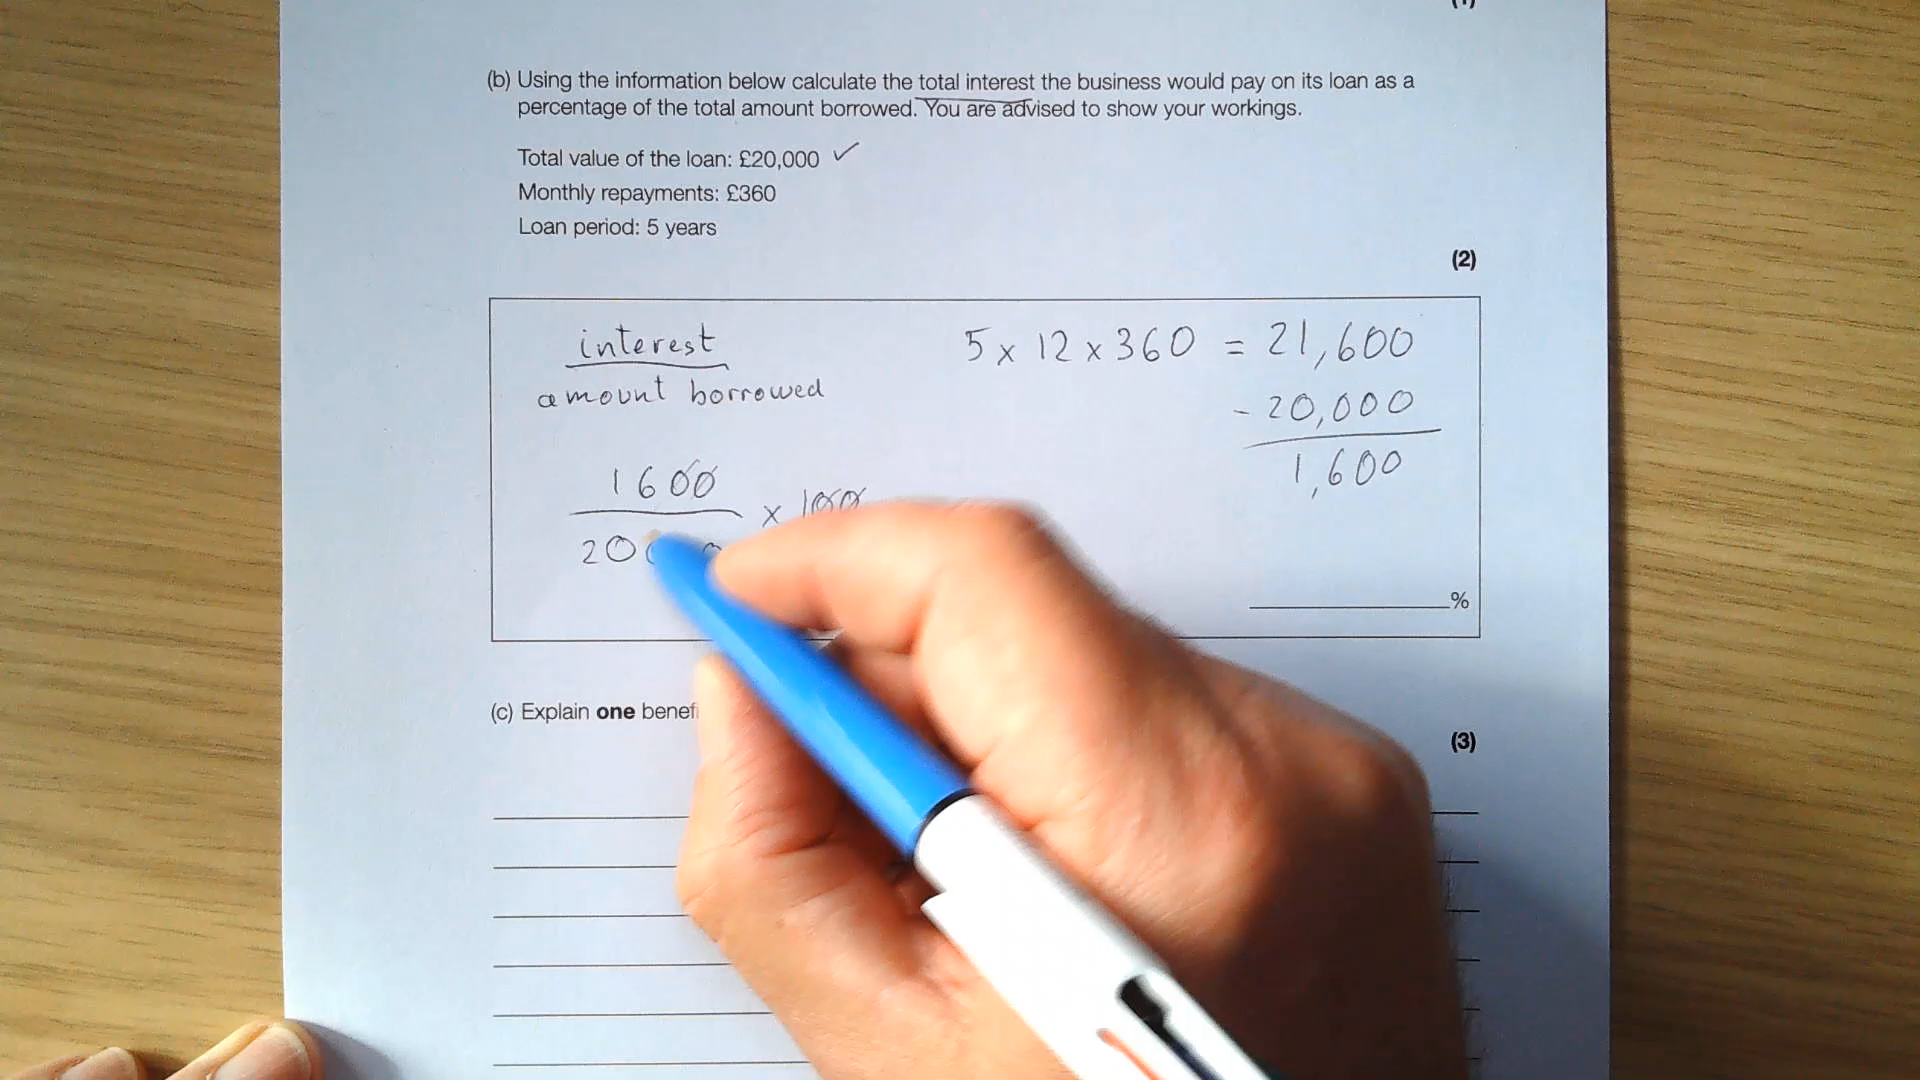 (b) Using the information below calculate the total interest the business would pay on its loan as a
percentage of the total amount borrowed. You are advised to show your workings.
Total value of the loan: £20,000 ✓
Monthly repayments: £360
Loan period: 5 years
(2)
interest
amount borrowed
5 x 12 x 360 = 21,600
- 20,000
1,600
1600
x 100
%
(c) Explain one
(3)